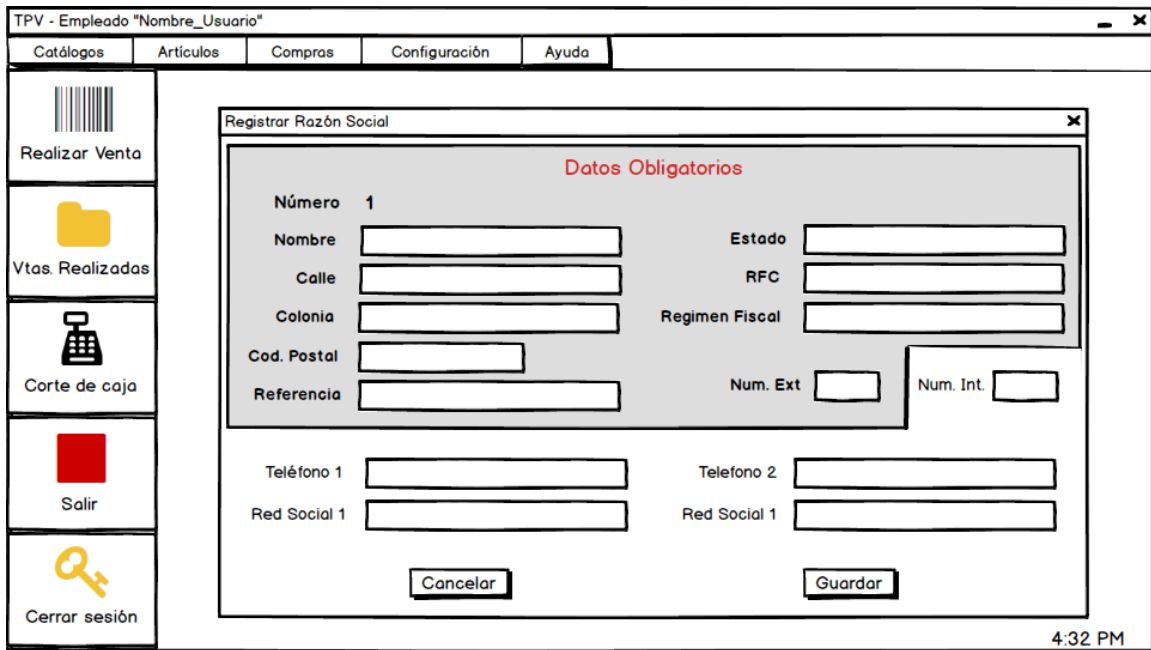 TPV - Empleado "Nombre_Usuario"
Catálogos Artículos Compras Configuración Ayuda
Realizar Venta
Vtas. Realizadas
Corte de caja
Salir
Cerrar sesión
Registrar Razón Social
Datos Obligatorios
Número 1
Nombre Estado
Calle RFC
Colonia Regimen Fiscal
Cod. Postal
Referencia Num. Ext Num. Int.
Teléfono 1 Telefono 2
Red Social 1 Red Social 1
Cancelar Guardar
4:32 PM